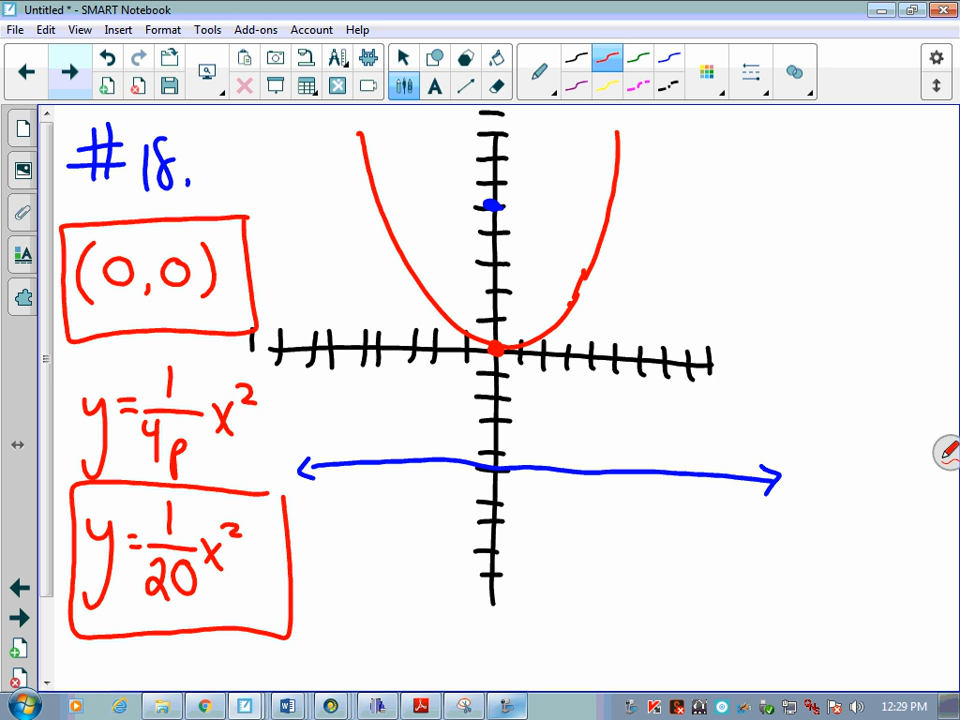 Untitled * - SMART Notebook
File Edit View Insert Format Tools Add-ons Account Help
#18.
(0,0)
y=1/4p x²
y=1/20 x²
12:29 PM